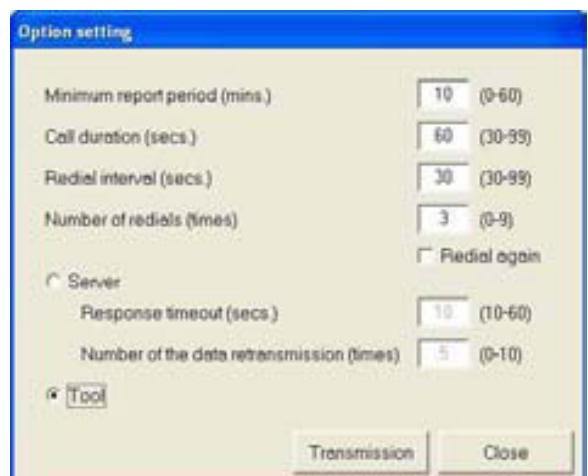 Option setting
Minimum report period (mins.) 10 (0-60)
Call duration (secs.) 60 (30-99)
Redial interval (secs.) 30 (30-99)
Number of redials (times) 3 (0-9)
Redial again
Server
Response timeout (secs.) 10 (10-60)
Number of the data retransmission (times) 5 (0-10)
Tool
Transmission Close